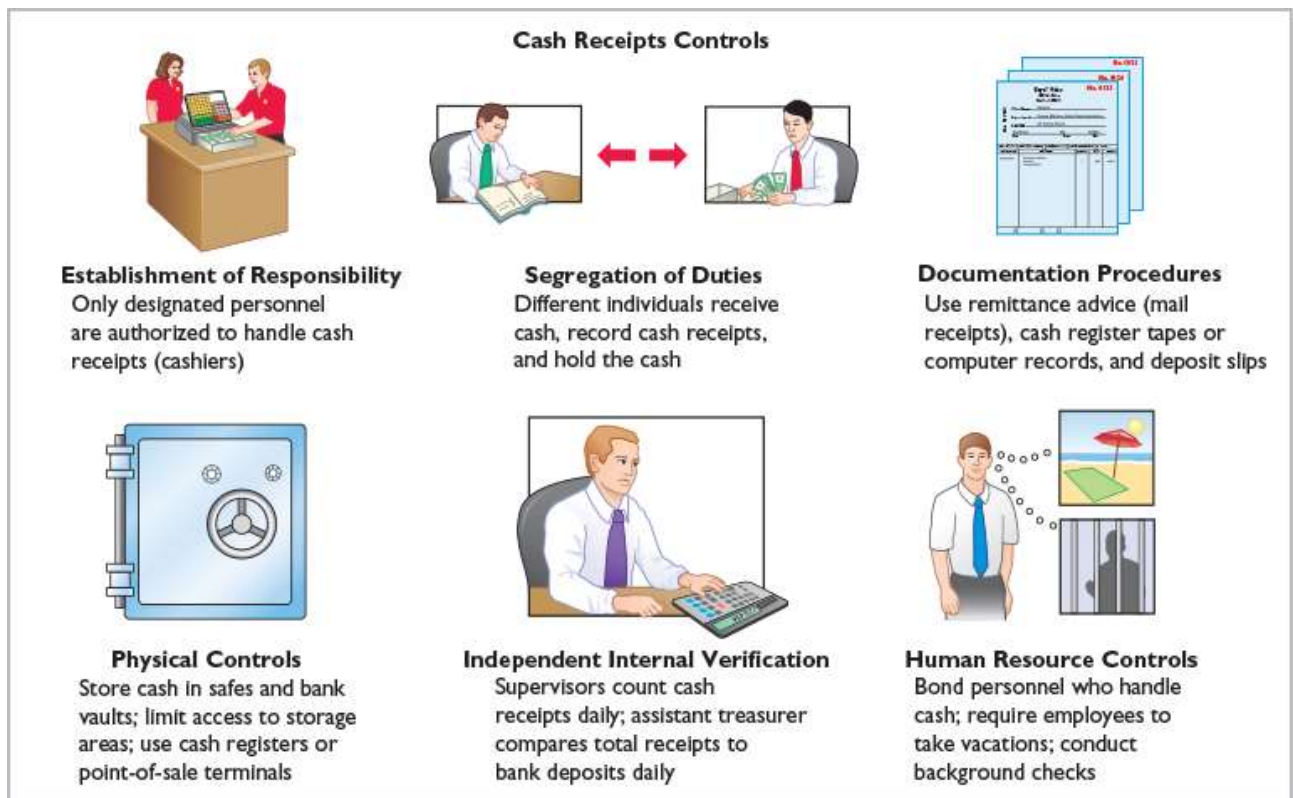 Cash Receipts Controls
Establishment of Responsibility
Only designated personnel
are authorized to handle cash
receipts (cashiers)
Segregation of Duties
Different individuals receive
cash, record cash receipts,
and hold the cash
Documentation Procedures
Use remittance advice (mail
receipts), cash register tapes or
computer records, and deposit slips
Physical Controls
Store cash in safes and bank
vaults; limit access to storage
areas; use cash registers or
point-of-sale terminals
Independent Internal Verification
Supervisors count cash
receipts daily; assistant treasurer
compares total receipts to
bank deposits daily
Human Resource Controls
Bond personnel who handle
cash; require employees to
take vacations; conduct
background checks